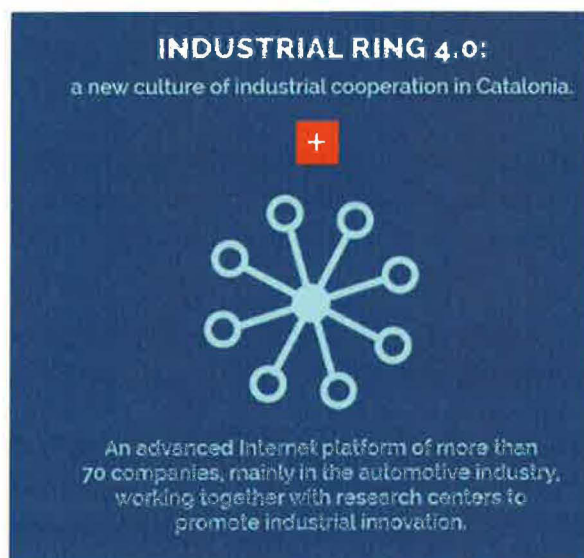 INDUSTRIAL RING 4.0:
a new culture of industrial cooperation in Catalonia.
+
An advanced Internet platform of more than
70 companies, mainly in the automotive industry,
working together with research centers to
promote industrial innovation.